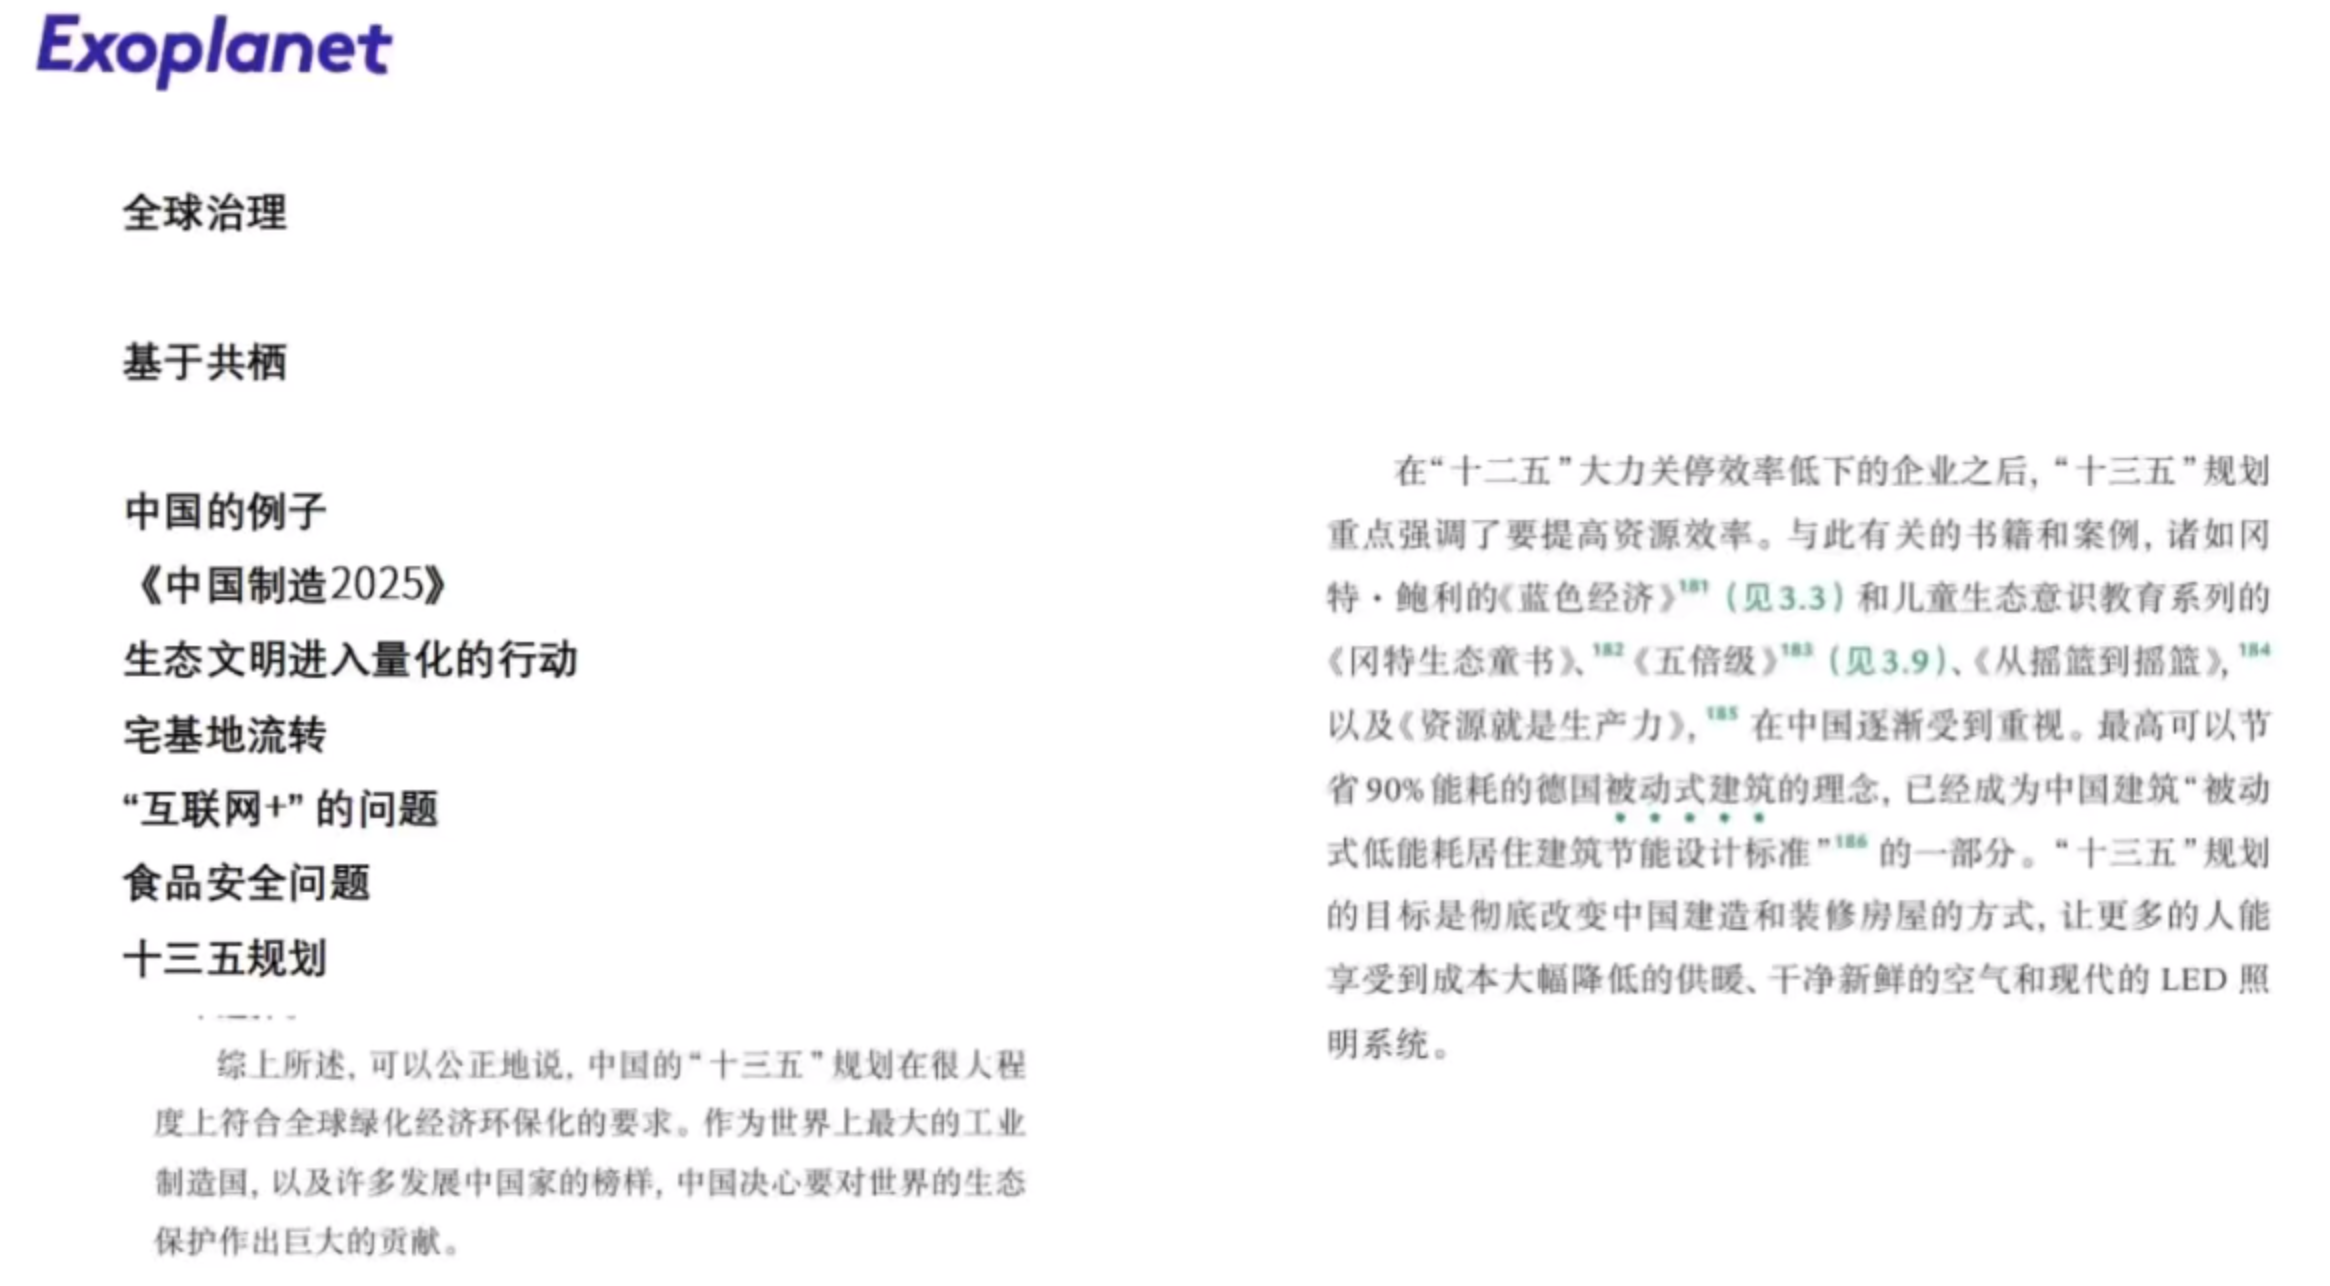 Exoplanet
全球治理
基于共栖
中国的例子
《中国制造2025》
生态文明进入量化的行动
宅基地流转
“互联网+” 的问题
食品安全问题
十三五规划
综上所述, 可以公正地说, 中国的“十三五”规划在很大程
度上符合全球绿化经济环保化的要求。作为世界上最大的工业
制造国, 以及许多发展中国家的榜样, 中国决心要对世界的生态
保护作出巨大的贡献。
在“十二五”大力关停效率低下的企业之后, “十三五”规划
重点强调了要提高资源效率。与此有关的书籍和案例, 诸如冈
特·鲍利的《蓝色经济》181 (见3.3) 和儿童生态意识教育系列的
《冈特生态童书》、182《五倍级》183 (见3.9)、《从摇篮到摇篮》, 184
以及《资源就是生产力》, 185 在中国逐渐受到重视。最高可以节
省90%能耗的德国被动式建筑的理念, 已经成为中国建筑“被动
式低能耗居住建筑节能设计标准”186 的一部分。“十三五”规划
的目标是彻底改变中国建造和装修房屋的方式, 让更多的人能
享受到成本大幅降低的供暖、干净新鲜的空气和现代的 LED 照
明系统。